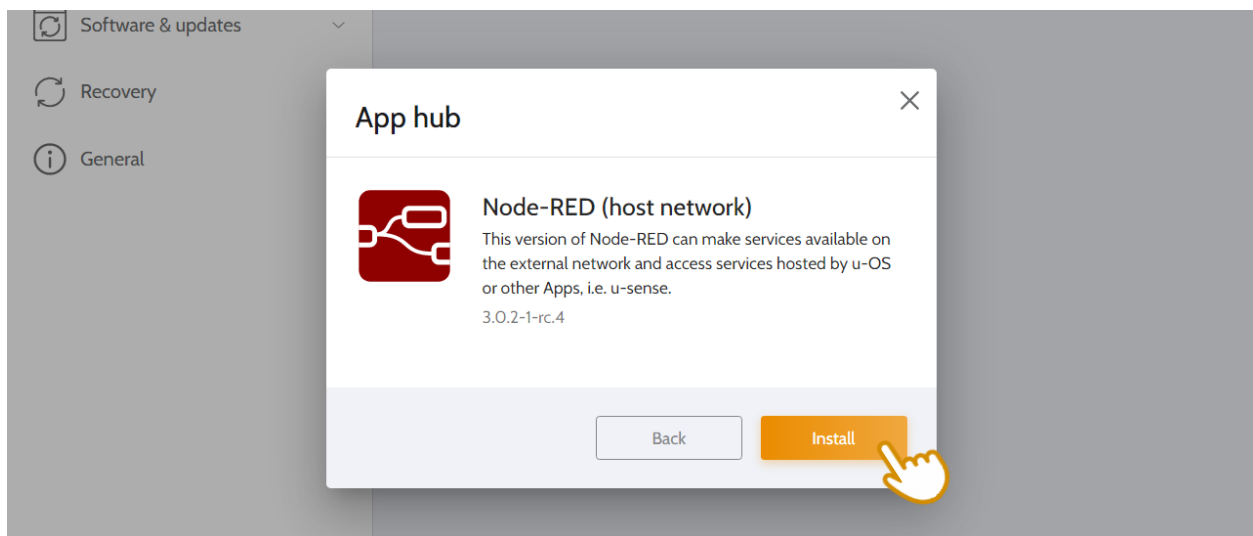 Software & updates
Recovery
General
App hub
Node-RED (host network)
This version of Node-RED can make services available on
the external network and access services hosted by u-OS
or other Apps, i.e. u-sense.
3.0.2-1-rc.4
Back
Install